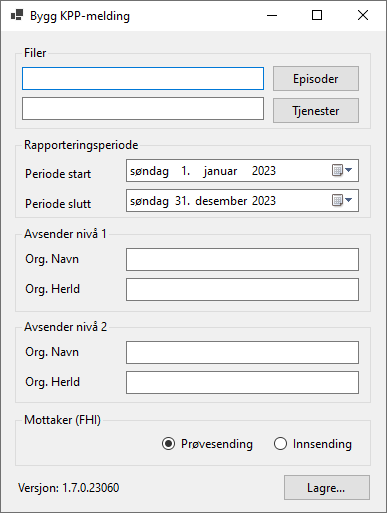 Bygg KPP-melding
Filer
Episoder
Tjenester
Rapporteringsperiode
Periode start søndag 1. januar 2023
Periode slutt søndag 31. desember 2023
Avsender nivå 1
Org. Navn
Org. HerId
Avsender nivå 2
Org. Navn
Org. HerId
Mottaker (FHI)
Prøvesending Innsending
Versjon: 1.7.0.23060 Lagre...